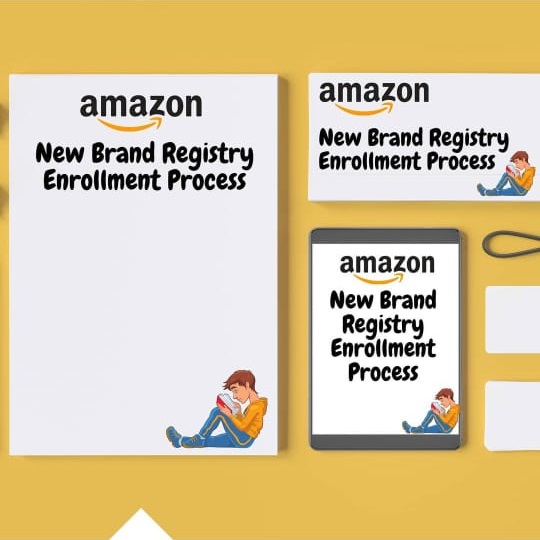 amazon
New Brand Registry
Enrollment Process
amazon
New Brand Registry
Enrollment Process
amazon
New Brand
Registry
Enrollment
Process